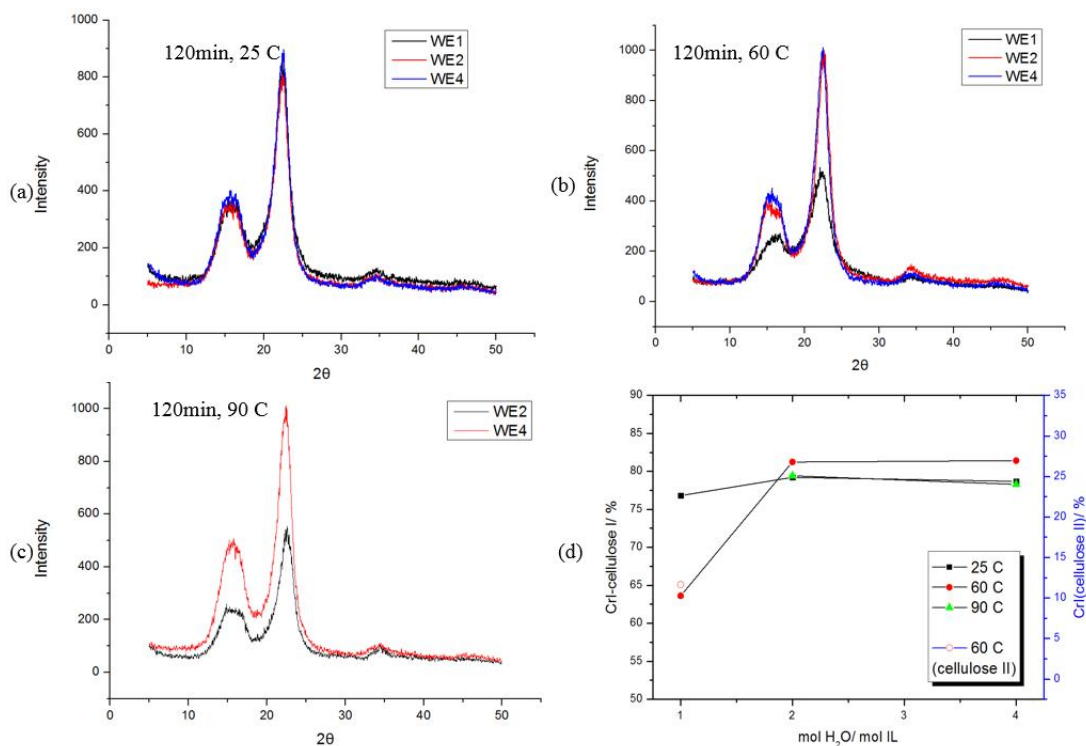 (a)
120min, 25 C
WE1
WE2
WE4
Intensity
1000
800
600
400
200
0
0
10
20
30
40
50
2θ
(b)
120min, 60 C
WE1
WE2
WE4
Intensity
1000
800
600
400
200
0
0
10
20
30
40
50
2θ
(c)
120min, 90 C
WE2
WE4
Intensity
1000
800
600
400
200
0
0
10
20
30
40
50
2θ
(d)
CrI-cellulose I/ %
90
85
80
75
70
65
60
55
50
CrI(cellulose II)/ %
35
30
25
20
15
10
5
0
25 C
60 C
90 C
60 C
(cellulose II)
1
2
3
4
mol H₂O/ mol IL